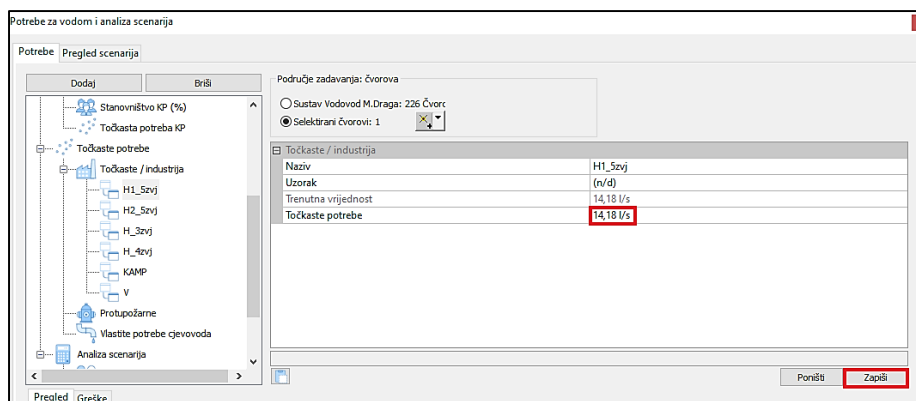 Potrebe za vodom i analiza scenarija
Potrebe Pregled scenarija
Dodaj Briši
Stanovništvo KP (%)
Točkasta potreba KP
Točkaste potrebe
Točkaste / industrija
H1_5zvj
H2_5zvj
H_3zvj
H_4zvj
KAMP
V
Protupožarne
Vlastite potrebe cjevovoda
Analiza scenarija
Pregled Greške
Područje zadavanja: čvorova
Sustav Vodovod M.Draga: 226 Čvorc
Selektirani čvorovi: 1
Točkaste / industrija
Naziv H1_5zvj
Uzorak (n/d)
Trenutna vrijednost 14,18 l/s
Točkaste potrebe 14,18 l/s
Poništi Zapiši